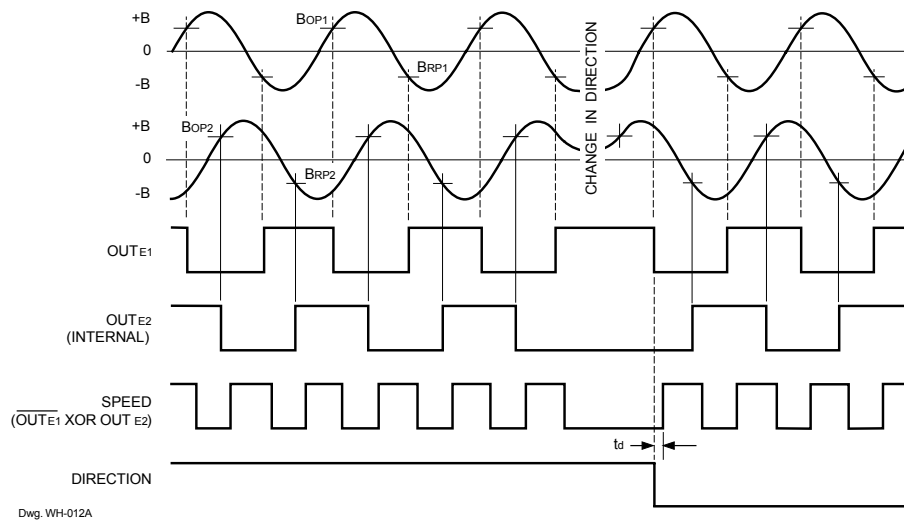 +B
0
-B
BOP1
BRP1
+B
0
-B
BOP2
BRP2
CHANGE IN DIRECTION
OUTE1
OUTE2
(INTERNAL)
SPEED
(OUTE1 XOR OUT E2)
td
DIRECTION
Dwg. WH-012A